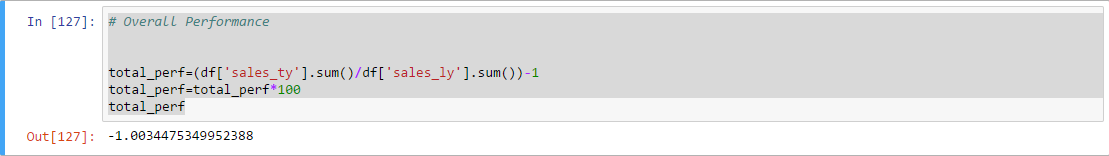 In [127]: # Overall Performance
total_perf=(df['sales_ty'].sum()/df['sales_ly'].sum())-1
total_perf=total_perf*100
total_perf
Out[127]: -1.0034475349952388